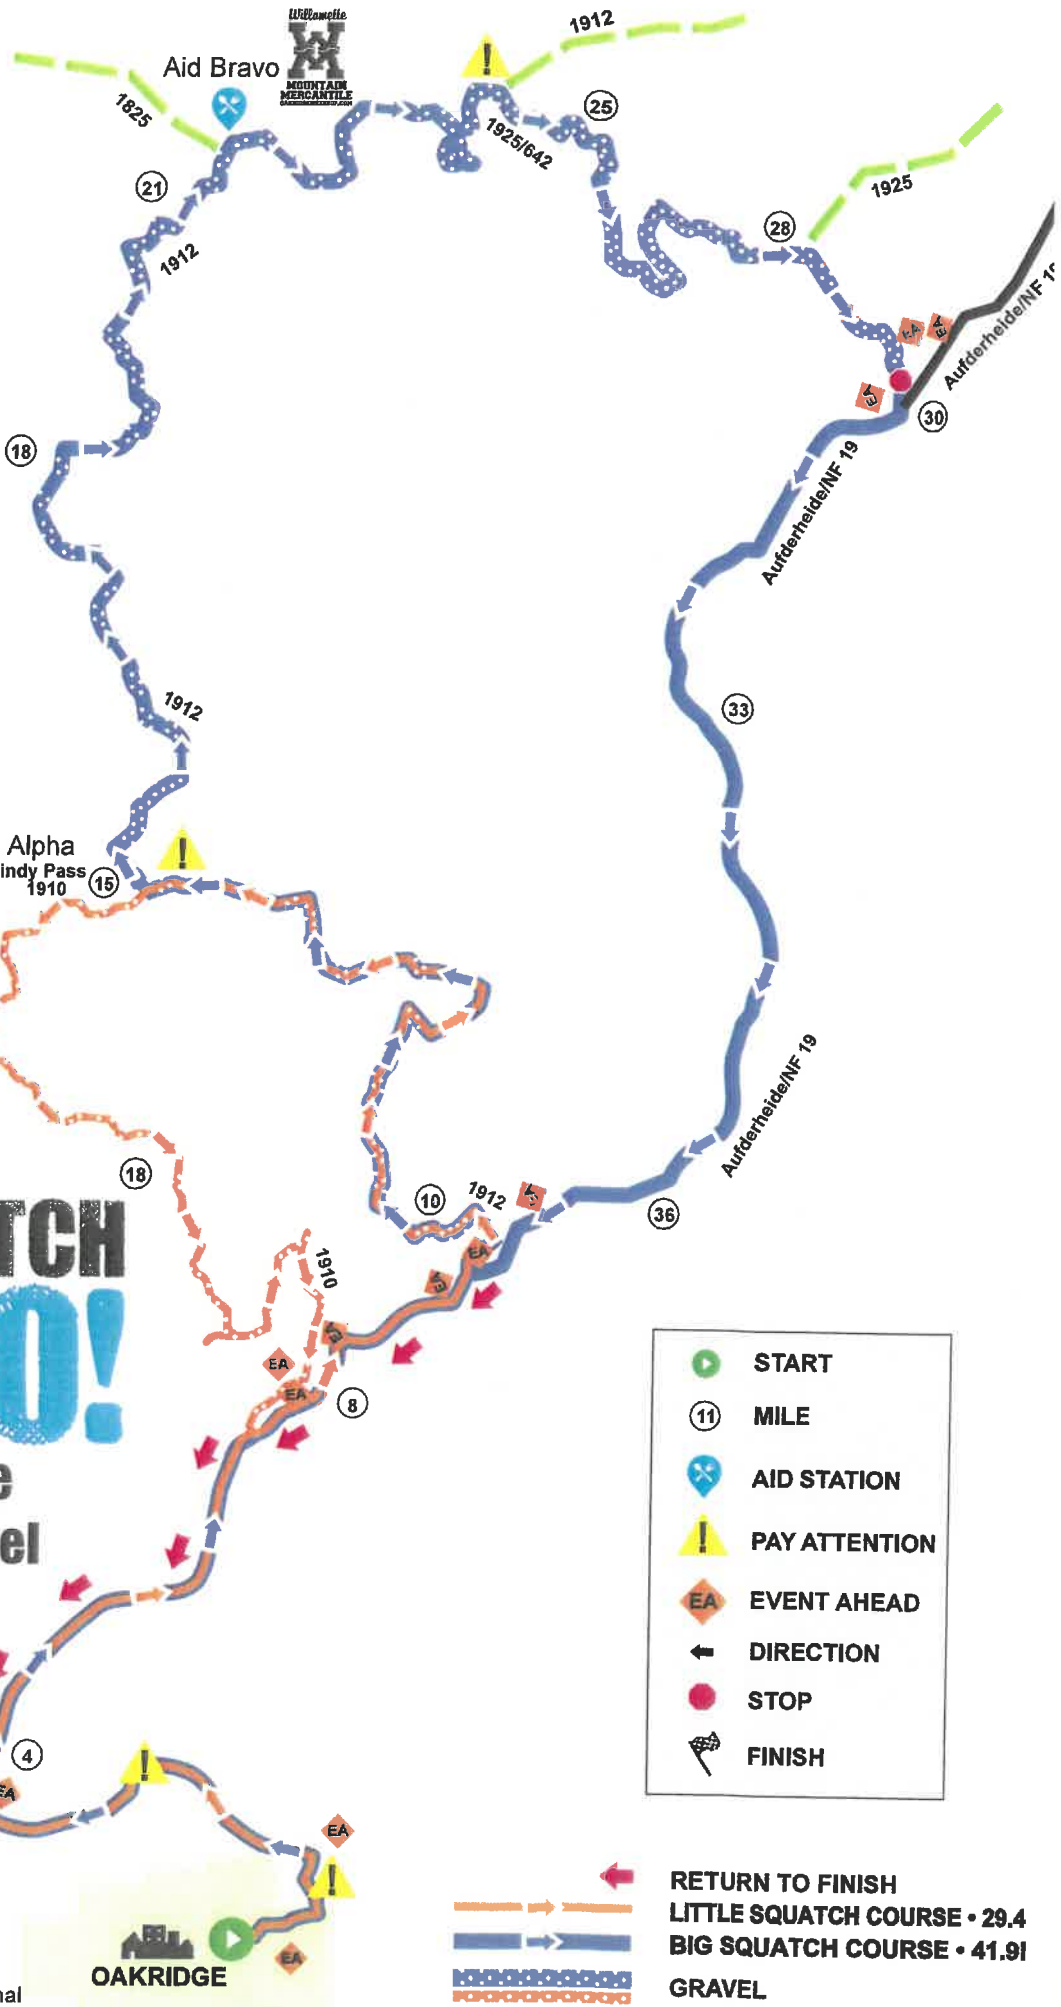 Willamette
MOUNTAIN
MERCANTILE
1912
Aid Bravo
1825
25
1925/642
21
1925
28
1912
EA
EA
Aufderheide/NF 1
EA
30
18
Aufderheide/NF 19
1912
33
Alpha
indy Pass
1910
15
Aufderheide/NF 19
18
10
1912
EA
36
TCH
O!
1910
EA
EA
EA
EA
EA
8
e
el
4
EA
EA
EA
OAKRIDGE
nal
START
11 MILE
AID STATION
! PAY ATTENTION
EA EVENT AHEAD
DIRECTION
STOP
FINISH
RETURN TO FINISH
LITTLE SQUATCH COURSE • 29.4
BIG SQUATCH COURSE • 41.9
GRAVEL